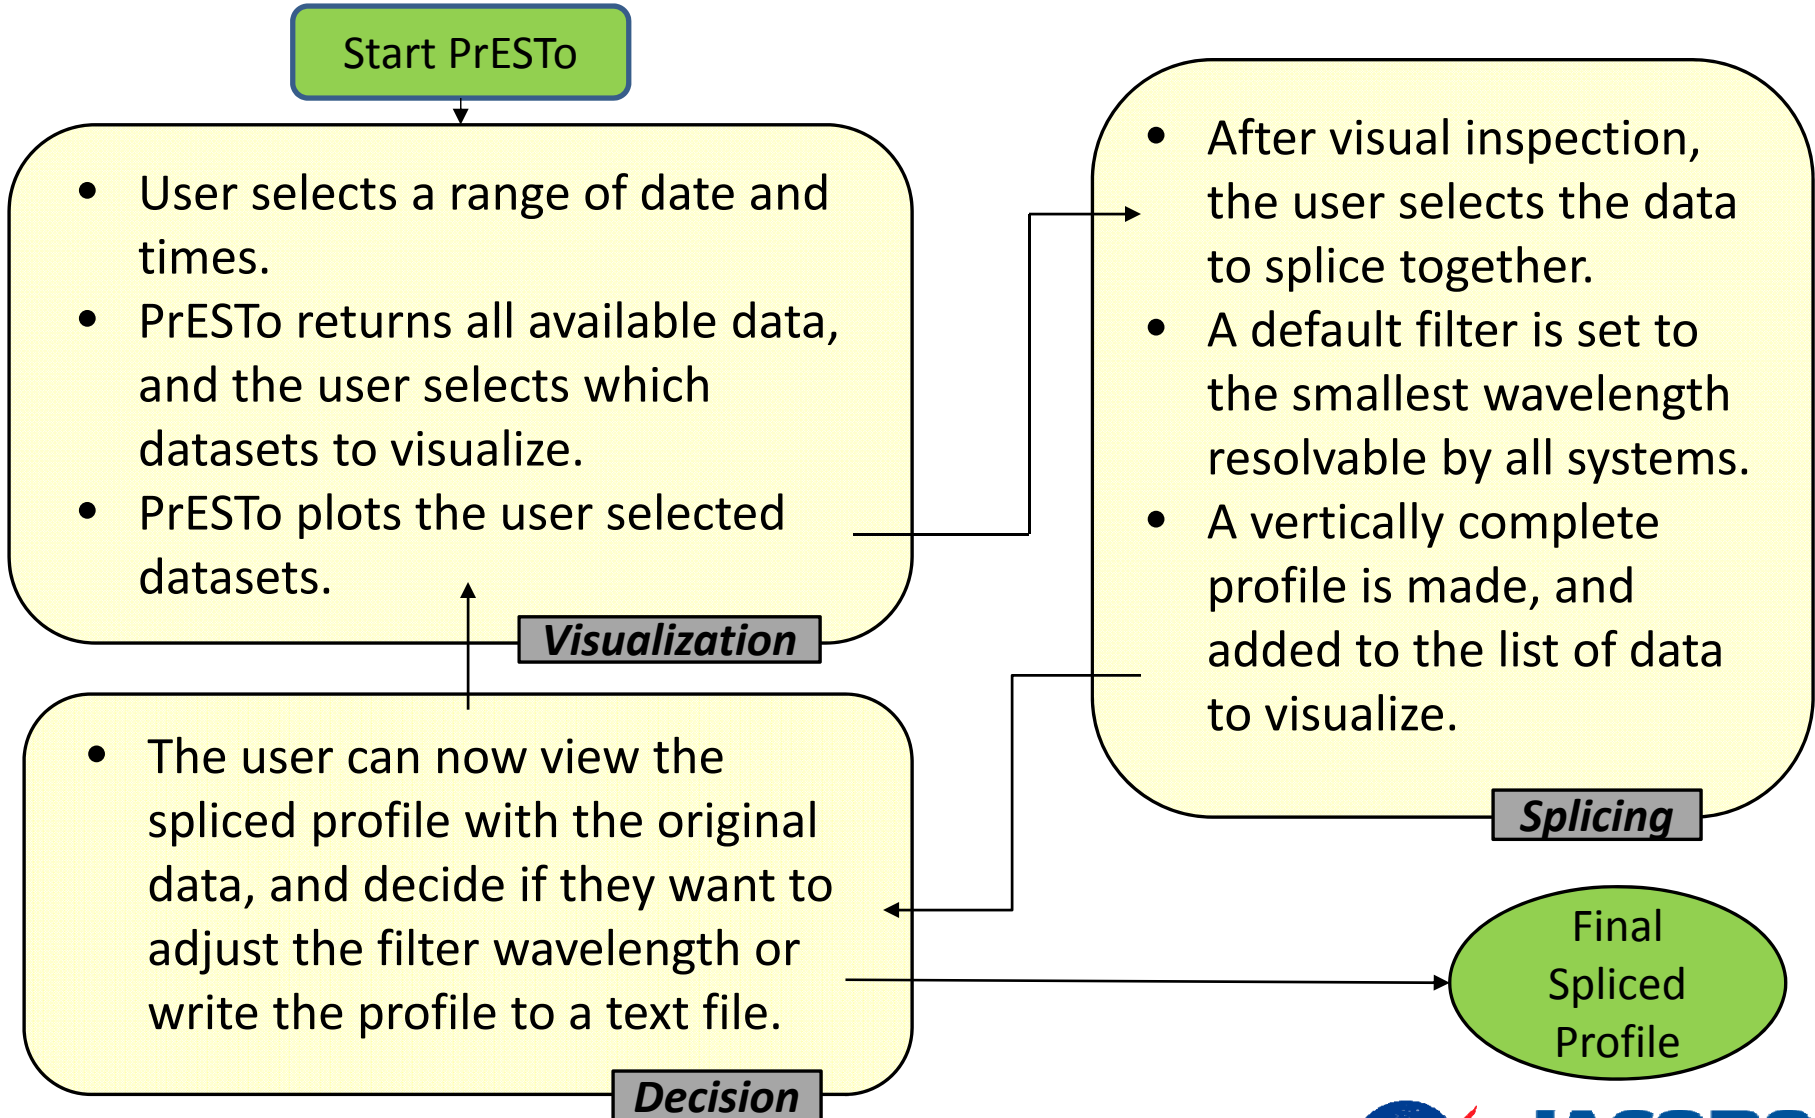 Start PrESTo
• User selects a range of date and
times.
• PrESTo returns all available data,
and the user selects which
datasets to visualize.
• PrESTo plots the user selected
datasets.
Visualization
• After visual inspection,
the user selects the data
to splice together.
• A default filter is set to
the smallest wavelength
resolvable by all systems.
• A vertically complete
profile is made, and
added to the list of data
to visualize.
Splicing
• The user can now view the
spliced profile with the original
data, and decide if they want to
adjust the filter wavelength or
write the profile to a text file.
Decision
Final
Spliced
Profile